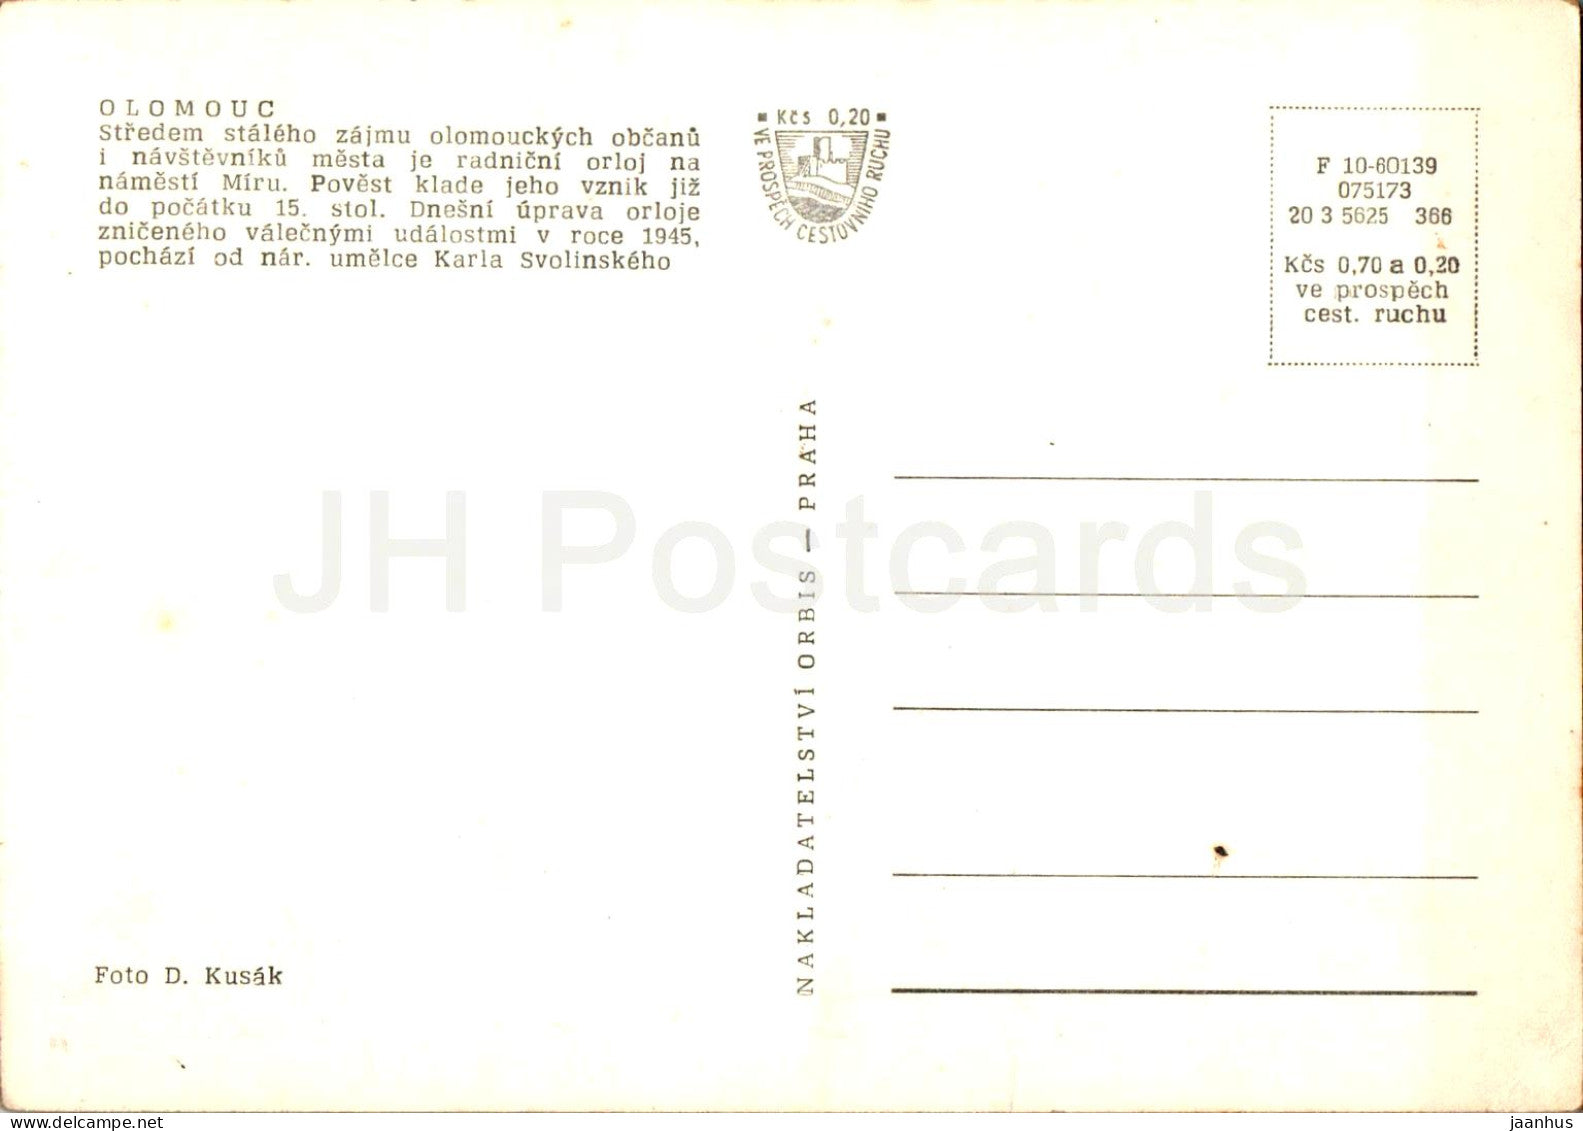 OLOMOUC
Středem stálého zájmu olomouckých občanů
i návštěvníků města je radniční orloj na
náměstí Míru. Pověst klade jeho vznik již
do počátku 15. stol. Dnešní úprava orloje
zničeného válečnými událostmi v roce 1945,
pochází od nár. umělce Karla Svolinského
Kčs 0,20
VE PROSPĚCH CESTOVNÍHO RUCHU
F 10-60139
075173
20 3 5625 366
Kčs 0,70 a 0,20
ve prospěch
cest. ruchu
NAKLADATELSTVÍ ORBIS — PRAHA
JH Postcards
Foto D. Kusák
delcampe.net
jaanhus